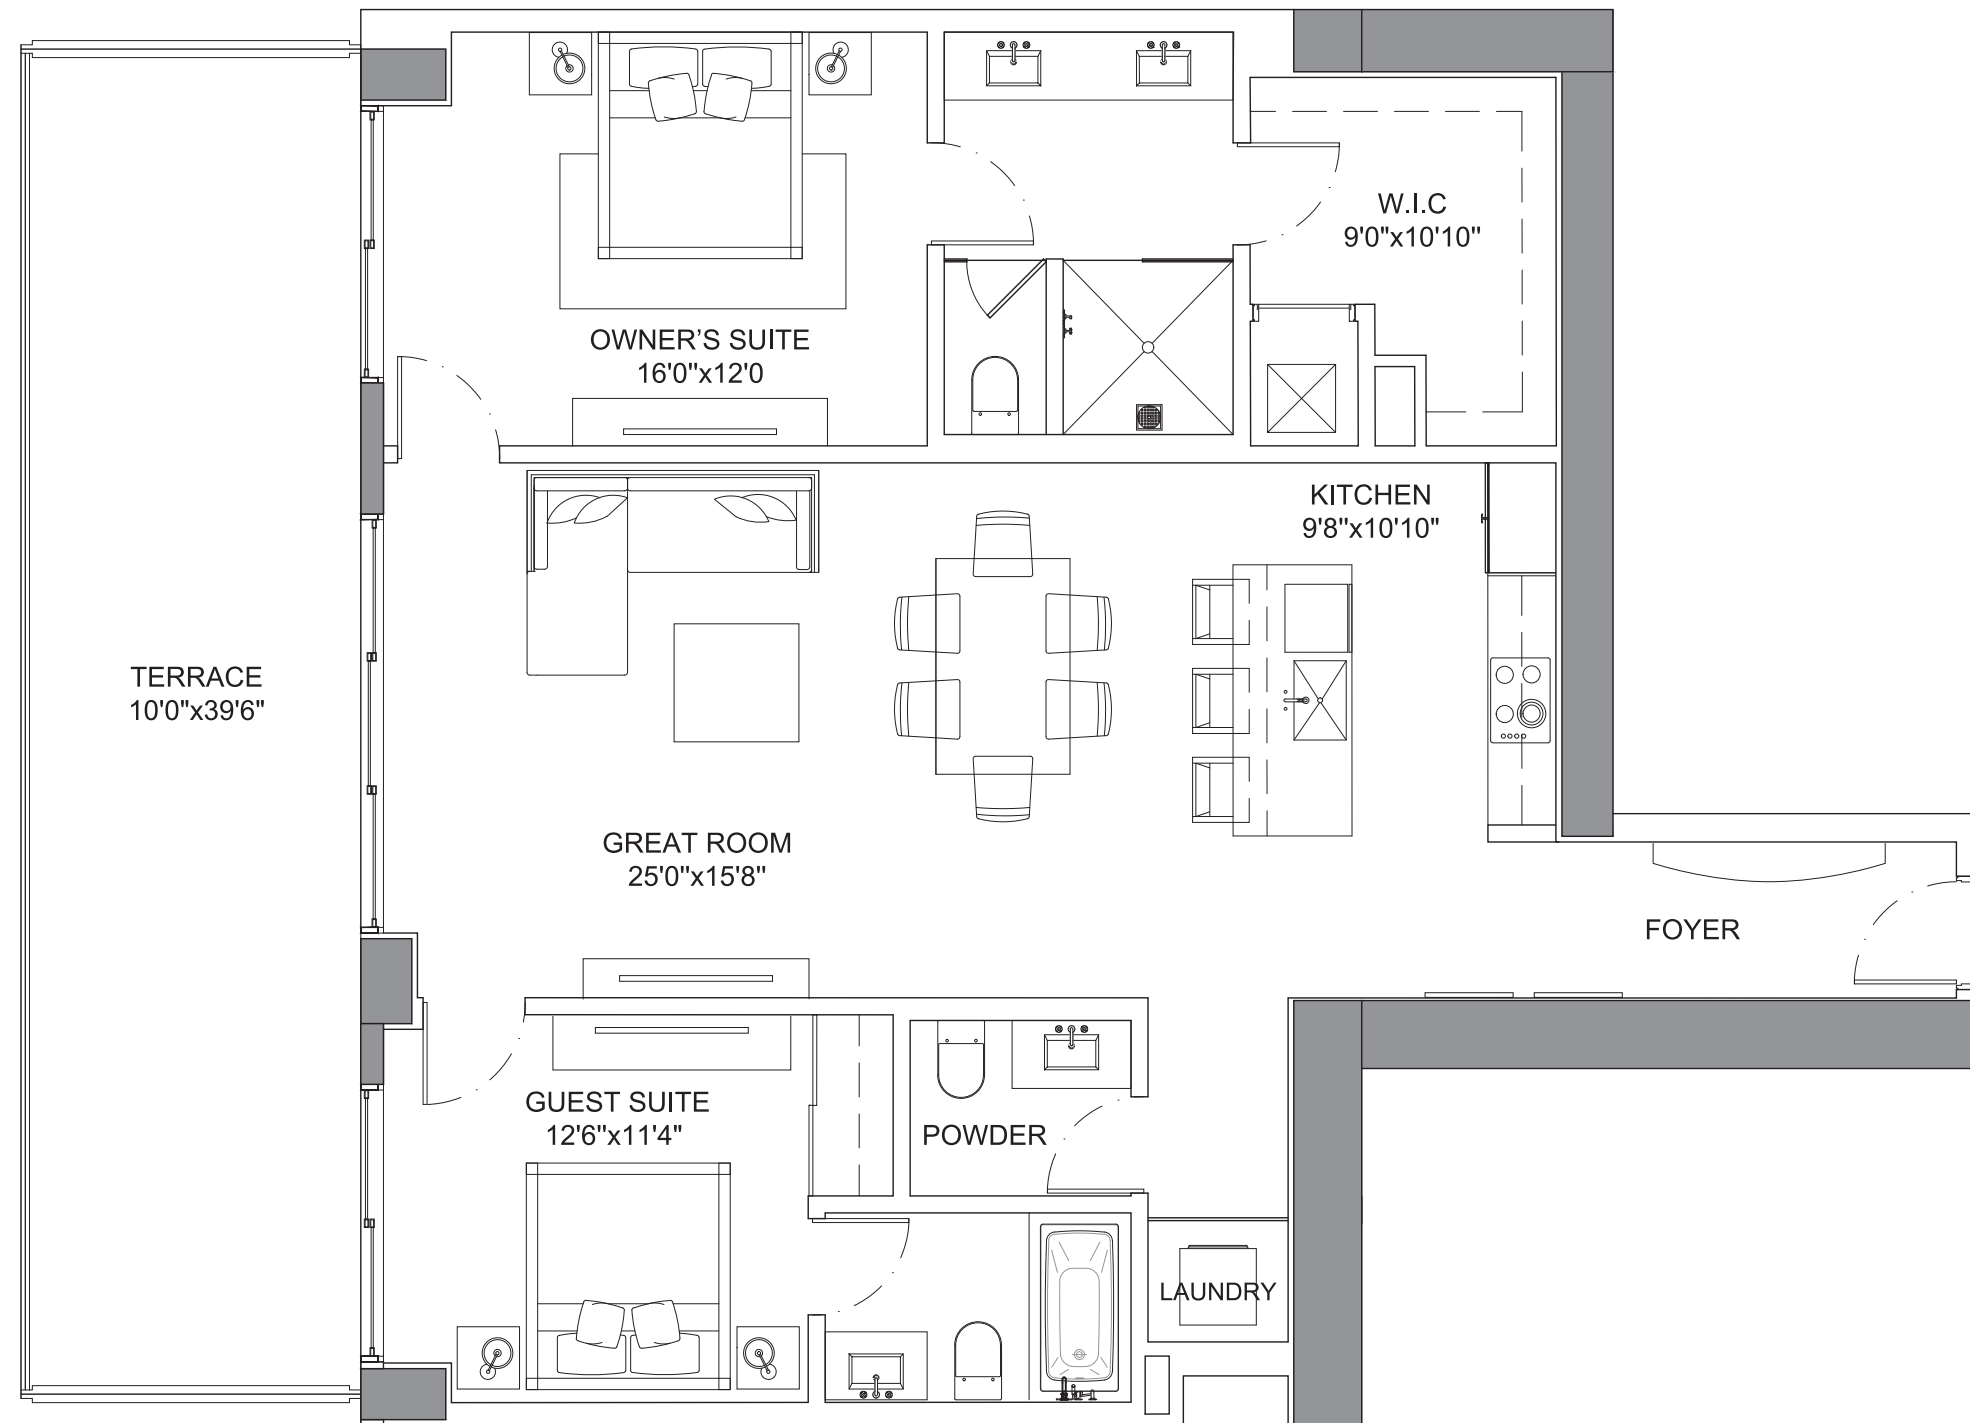 W.I.C
9'0"x10'10"
OWNER'S SUITE
16'0"x12'0
KITCHEN
9'8"x10'10"
TERRACE
10'0"x39'6"
GREAT ROOM
25'0"x15'8"
FOYER
GUEST SUITE
12'6"x11'4"
POWDER
LAUNDRY